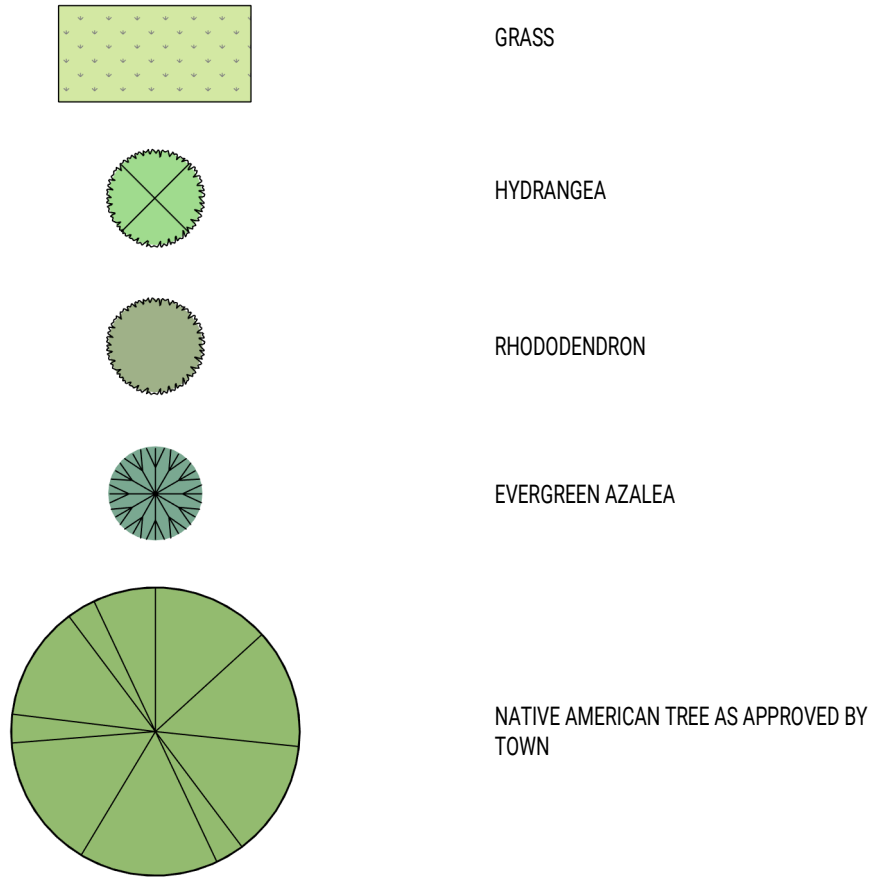 GRASS
HYDRANGEA
RHODODENDRON
EVERGREEN AZALEA
NATIVE AMERICAN TREE AS APPROVED BY
TOWN